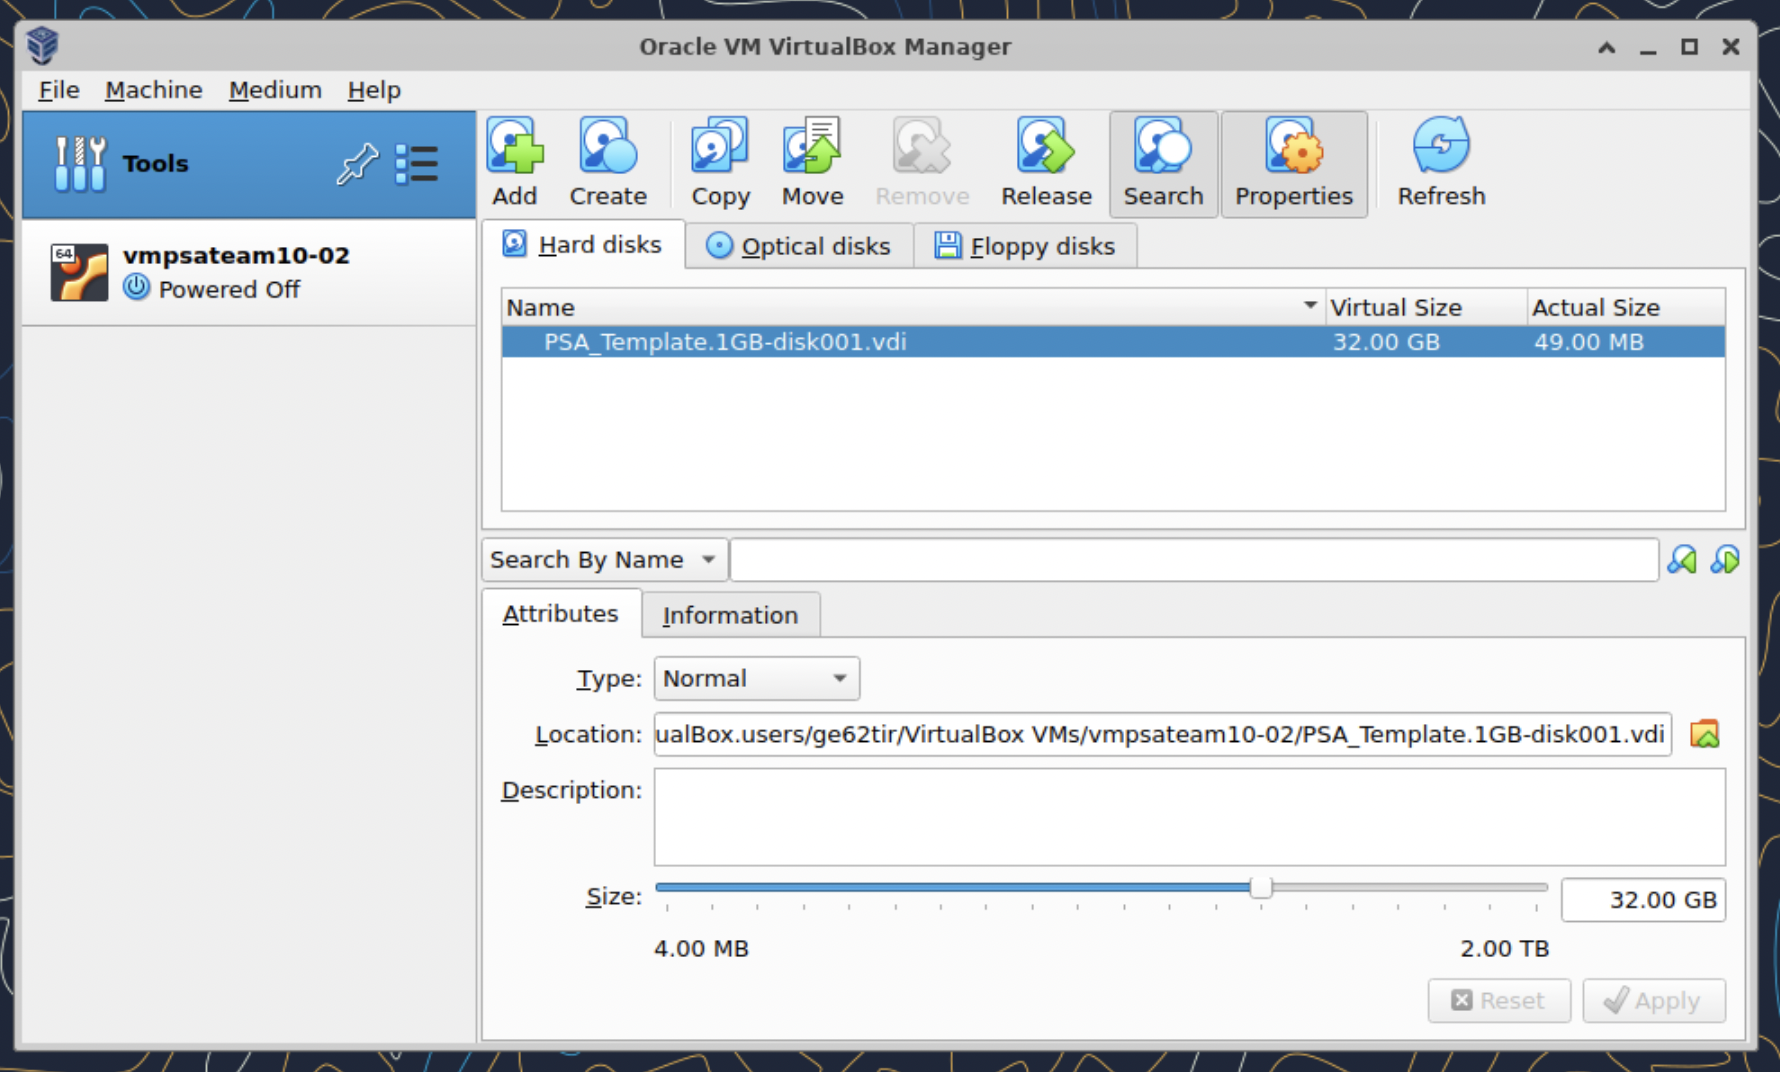 Oracle VM VirtualBox Manager
File Machine Medium Help
Tools
64
vmpsateam10-02
Powered Off
Add Create Copy Move Remove Release Search Properties Refresh
Hard disks Optical disks Floppy disks
Name Virtual Size Actual Size
PSA_Template.1GB-disk001.vdi 32.00 GB 49.00 MB
Search By Name
Attributes Information
Type: Normal
Location: ualBox.users/ge62tir/VirtualBox VMs/vmpsateam10-02/PSA_Template.1GB-disk001.vdi
Description:
Size: 32.00 GB
4.00 MB 2.00 TB
Reset Apply